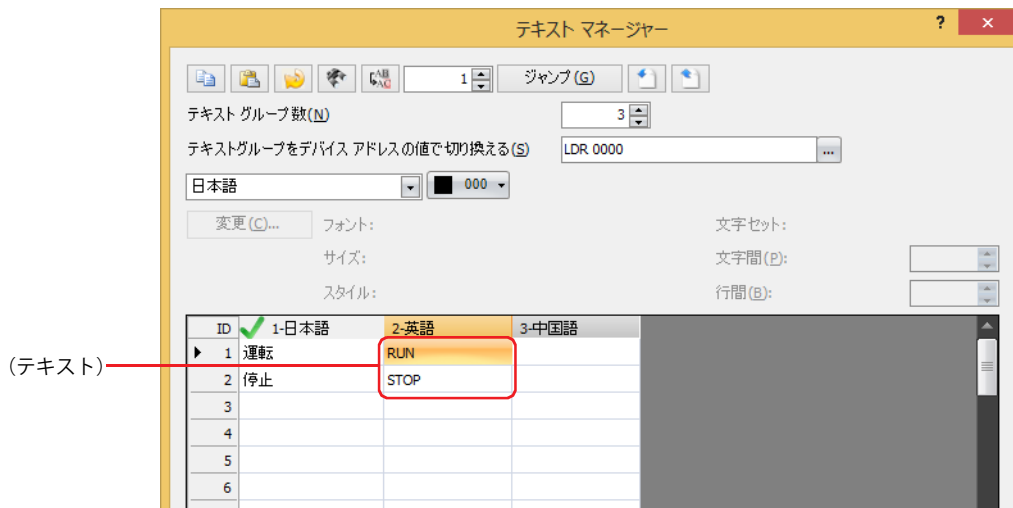 テキスト マネージャー ? ×
1 ジャンプ(G)
テキスト グループ数(N) 3
テキストグループをデバイス アドレスの値で切り換える(S) LDR 0000 ...
日本語 000
変更(C)... フォント: 文字セット:
サイズ: 文字間(P):
スタイル: 行間(B):
ID 1-日本語 2-英語 3-中国語
1 運転 RUN
(テキスト)
2 停止 STOP
3
4
5
6